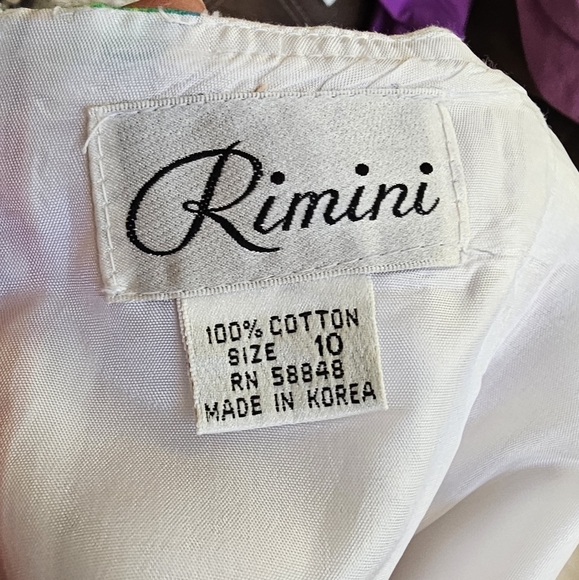 Rimini
100% COTTON
SIZE 10
RN 58848
MADE IN KOREA